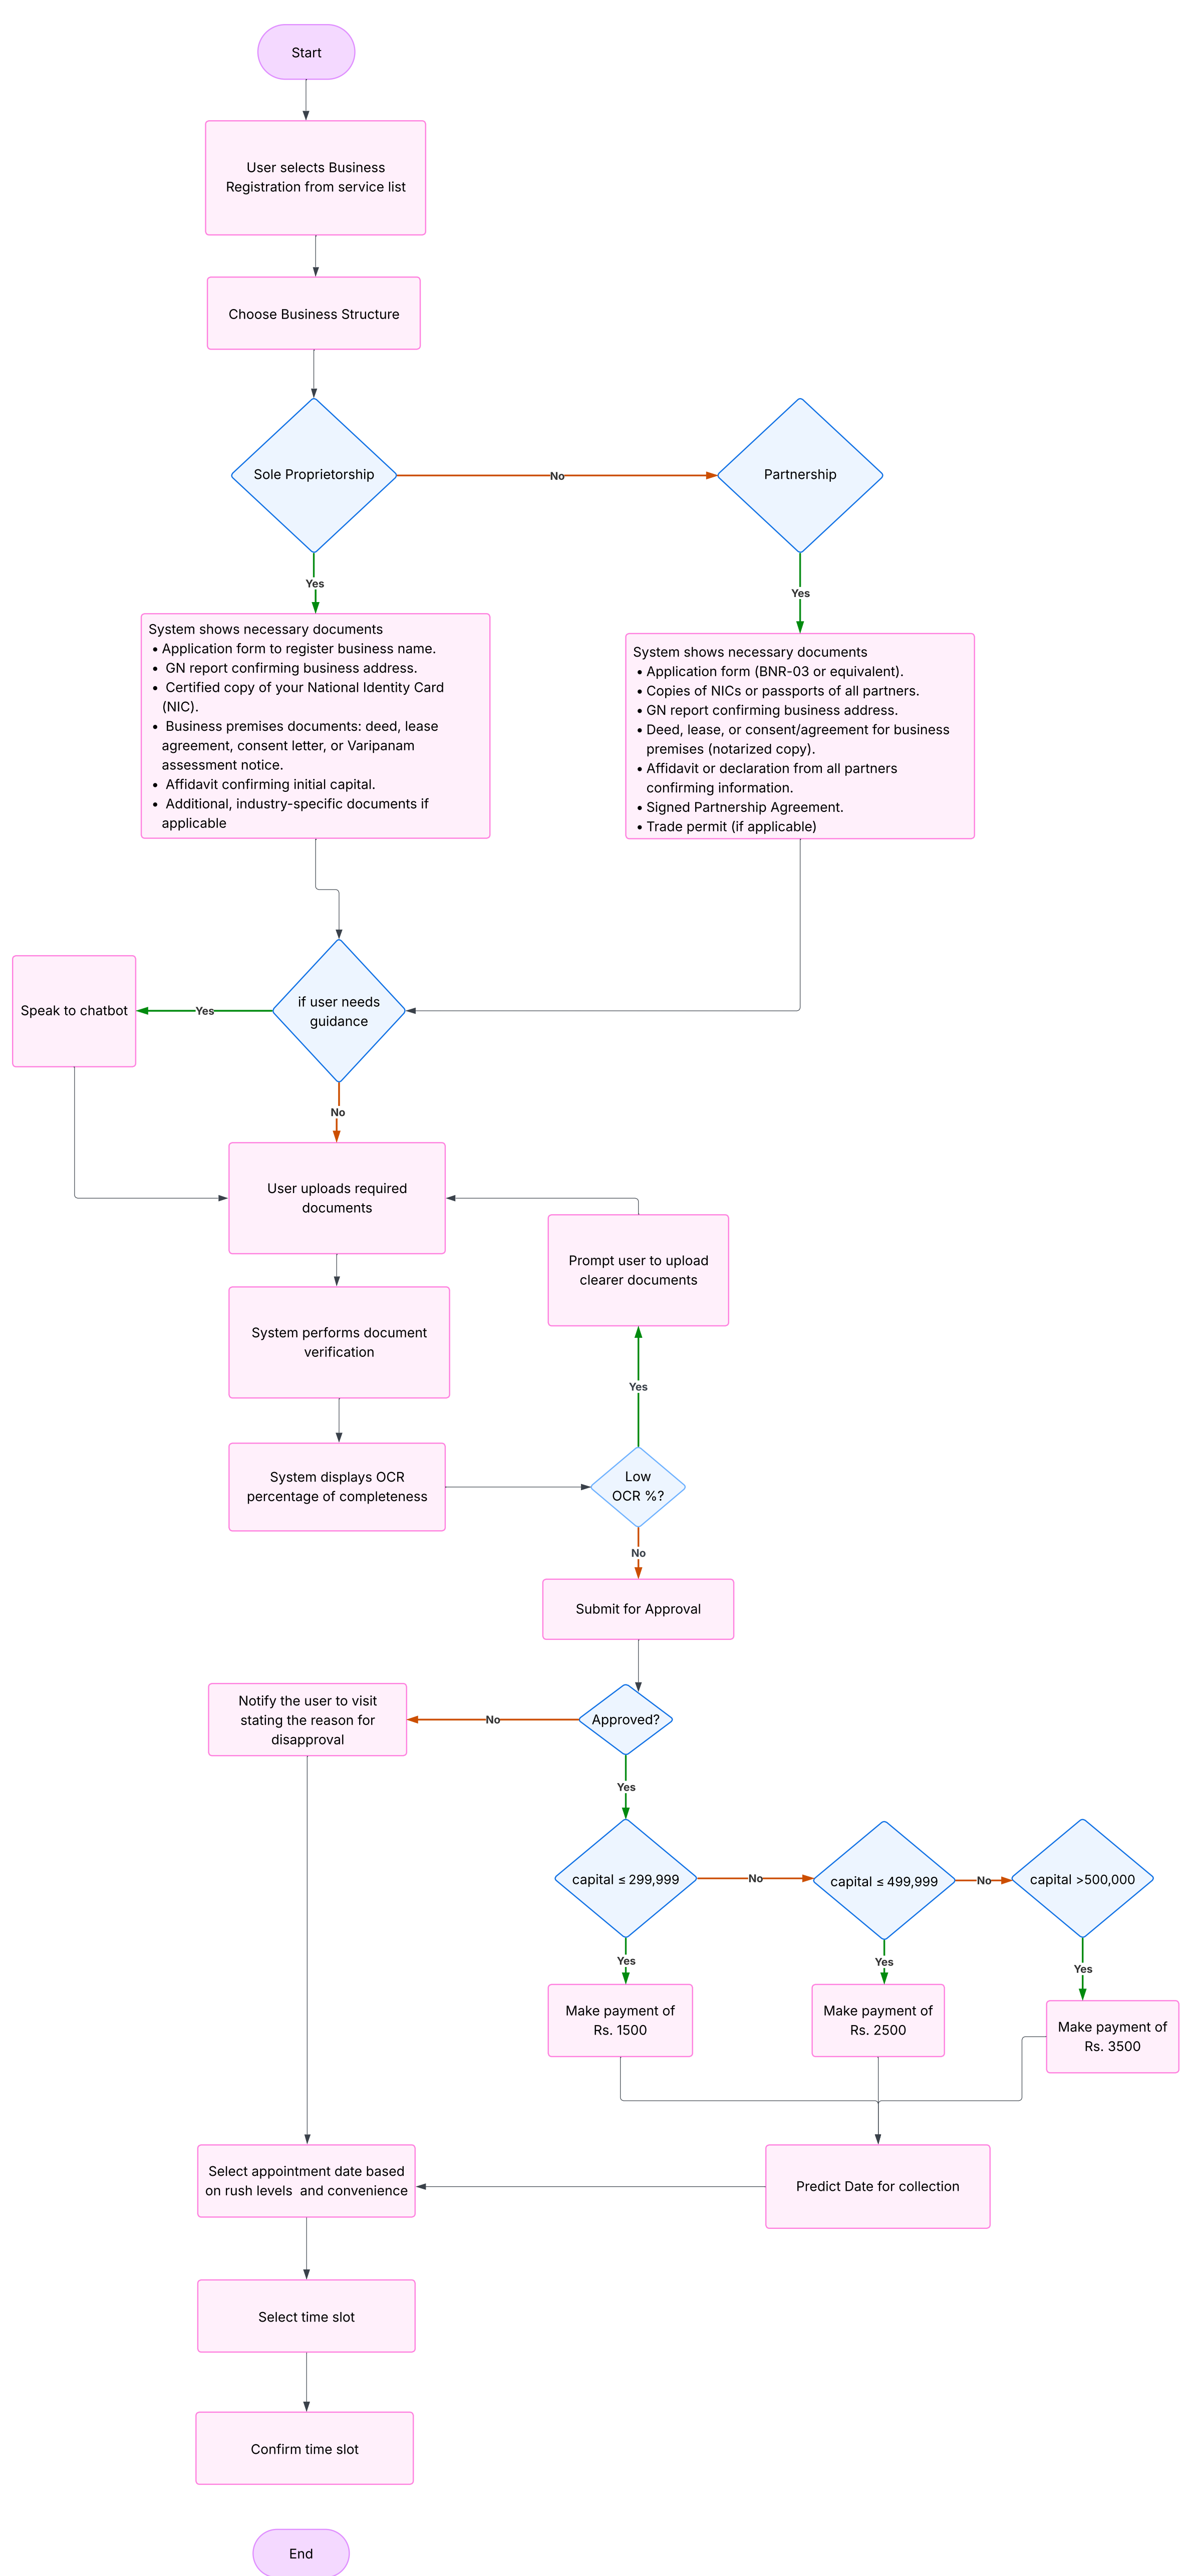 Start
User selects Business
Registration from service list
Choose Business Structure
Sole Proprietorship
No
Partnership
Yes
Yes
System shows necessary documents
• Application form to register business name.
• GN report confirming business address.
• Certified copy of your National Identity Card
(NIC).
• Business premises documents: deed, lease
agreement, consent letter, or Varipanam
assessment notice.
• Affidavit confirming initial capital.
• Additional, industry-specific documents if
applicable
System shows necessary documents
• Application form (BNR-03 or equivalent).
• Copies of NICs or passports of all partners.
• GN report confirming business address.
• Deed, lease, or consent/agreement for business
premises (notarized copy).
• Affidavit or declaration from all partners
confirming information.
• Signed Partnership Agreement.
• Trade permit (if applicable)
Speak to chatbot
Yes
if user needs
guidance
No
User uploads required
documents
Prompt user to upload
clearer documents
System performs document
verification
Yes
System displays OCR
percentage of completeness
Low
OCR %?
No
Submit for Approval
Notify the user to visit
stating the reason for
disapproval
No
Approved?
Yes
capital ≤ 299,999
No
capital ≤ 499,999
No
capital >500,000
Yes
Yes
Yes
Make payment of
Rs. 1500
Make payment of
Rs. 2500
Make payment of
Rs. 3500
Select appointment date based
on rush levels  and convenience
Predict Date for collection
Select time slot
Confirm time slot
End